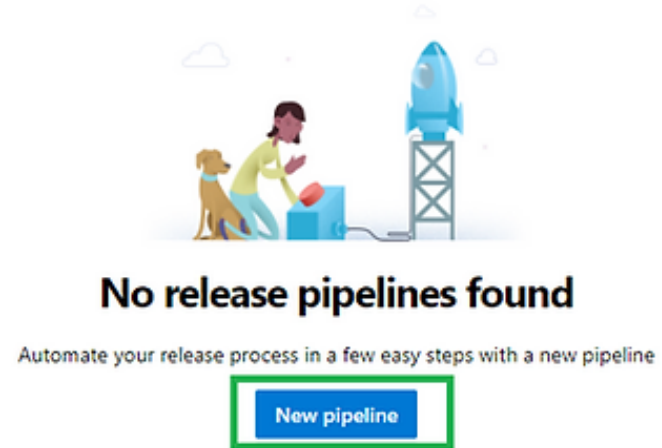 No release pipelines found
Automate your release process in a few easy steps with a new pipeline
New pipeline